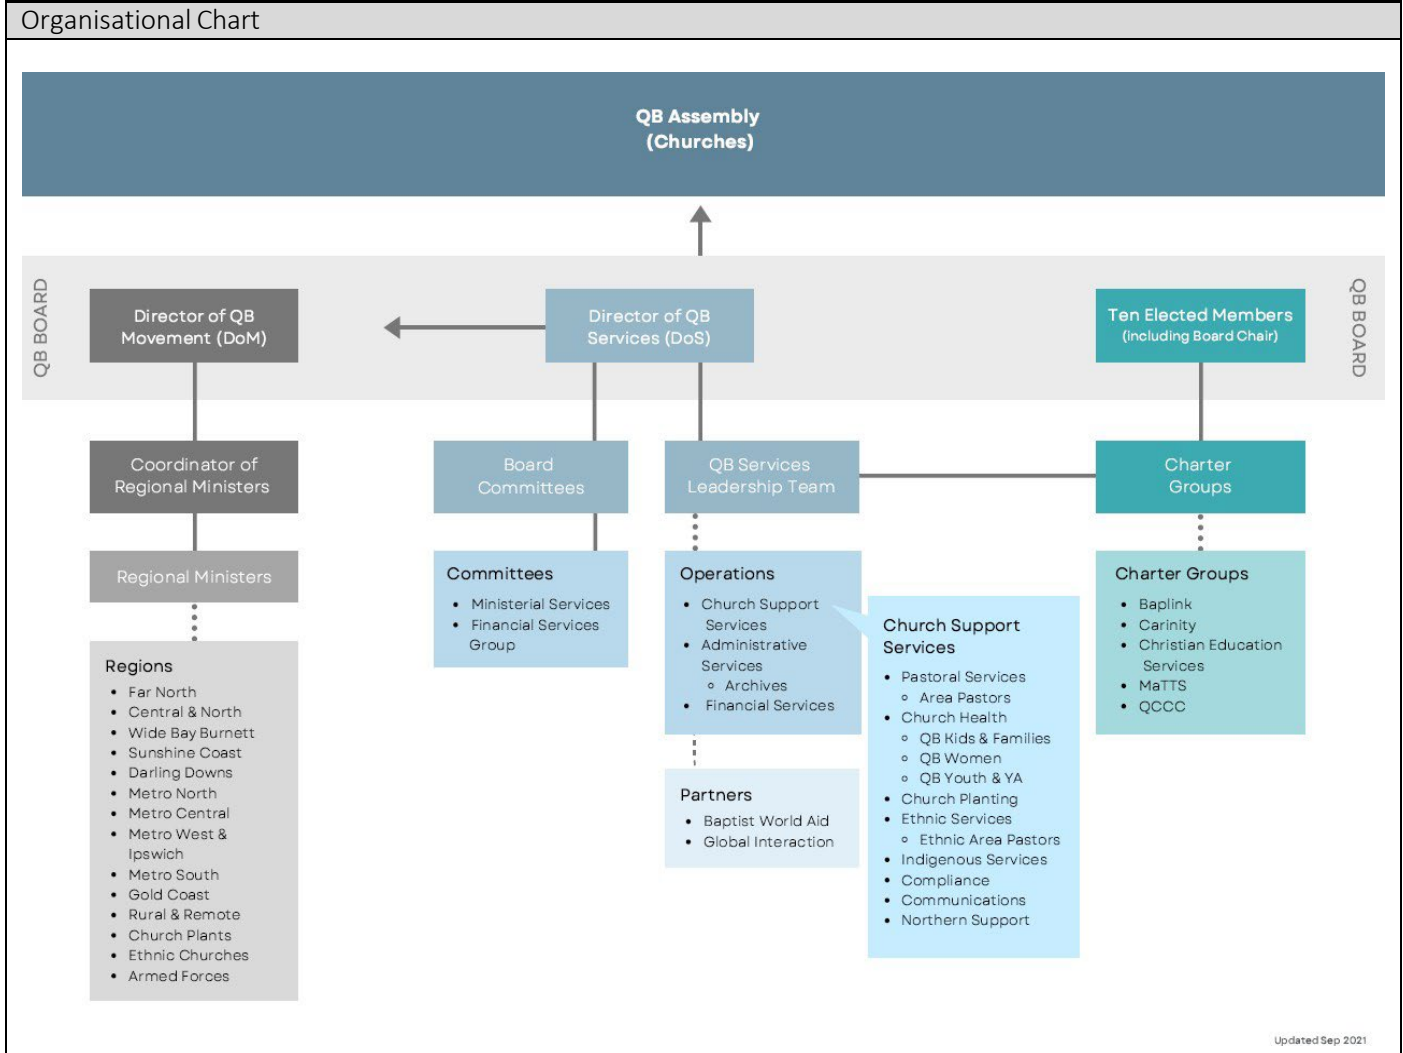 Organisational Chart
QB Assembly
(Churches)
QB BOARD
Director of QB
Movement (DoM)
Director of QB
Services (DoS)
Ten Elected Members
(including Board Chair)
QB BOARD
Coordinator of
Regional Ministers
Board
Committees
QB Services
Leadership Team
Charter
Groups
Regional Ministers
Regions
• Far North
• Central & North
• Wide Bay Burnett
• Sunshine Coast
• Darling Downs
• Metro North
• Metro Central
• Metro West &
Ipswich
• Metro South
• Gold Coast
• Rural & Remote
• Church Plants
• Ethnic Churches
• Armed Forces
Committees
• Ministerial Services
• Financial Services
Group
Operations
• Church Support
Services
• Administrative
Services
◦ Archives
• Financial Services
Partners
• Baptist World Aid
• Global Interaction
Church Support
Services
• Pastoral Services
◦ Area Pastors
• Church Health
◦ QB Kids & Families
◦ QB Women
◦ QB Youth & YA
• Church Planting
• Ethnic Services
◦ Ethnic Area Pastors
• Indigenous Services
• Compliance
• Communications
• Northern Support
Charter Groups
• Baplink
• Carinity
• Christian Education
Services
• MaTTS
• QCCC
Updated Sep 2021